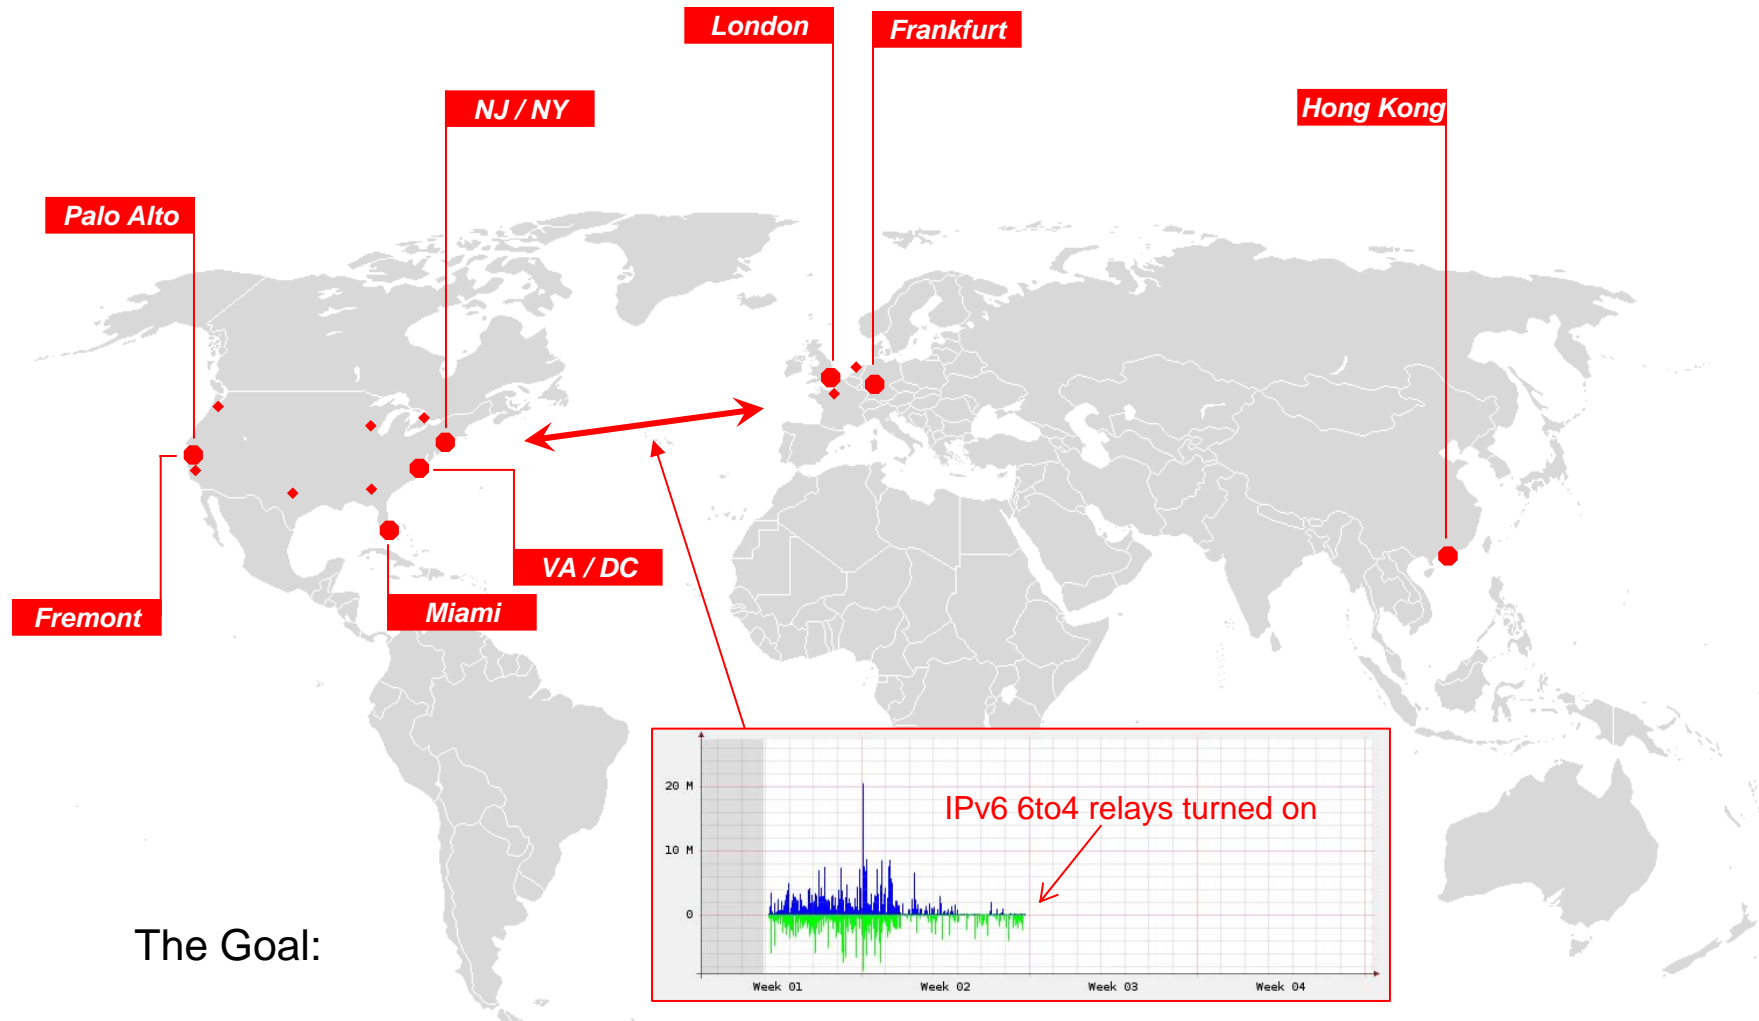 London
Frankfurt
NJ / NY
Hong Kong
Palo Alto
VA / DC
Fremont
Miami
20 M
IPv6 6to4 relays turned on
10 M
0
The Goal:
Week 01
Week 02
Week 03
Week 04